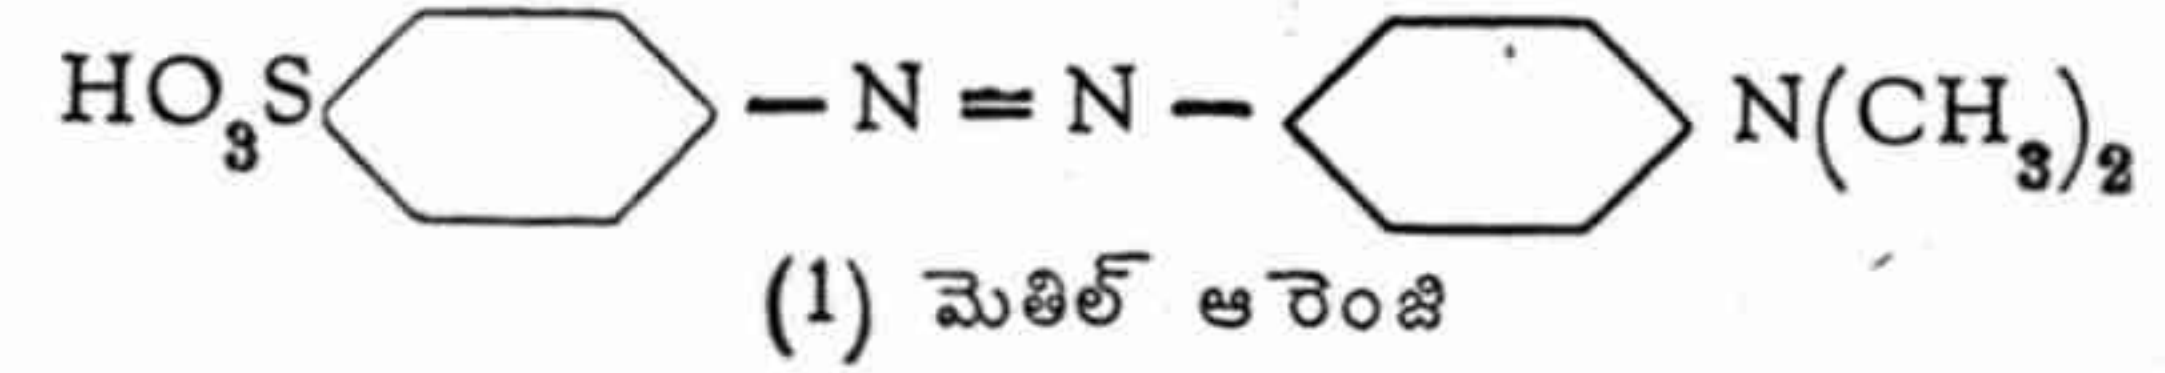 HO₃S –N=N– N(CH₃)₂
(1) మెతిల్ ఆరెంజి